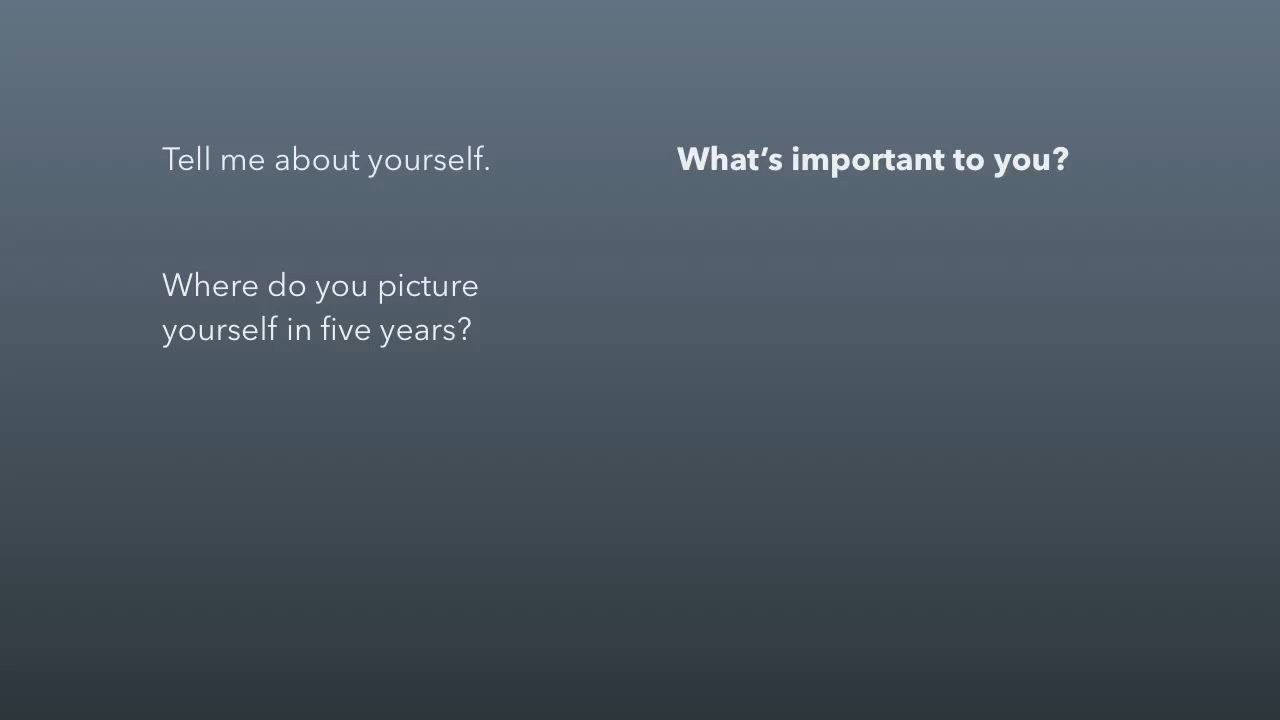 Tell me about yourself.
What’s important to you?
Where do you picture
yourself in five years?